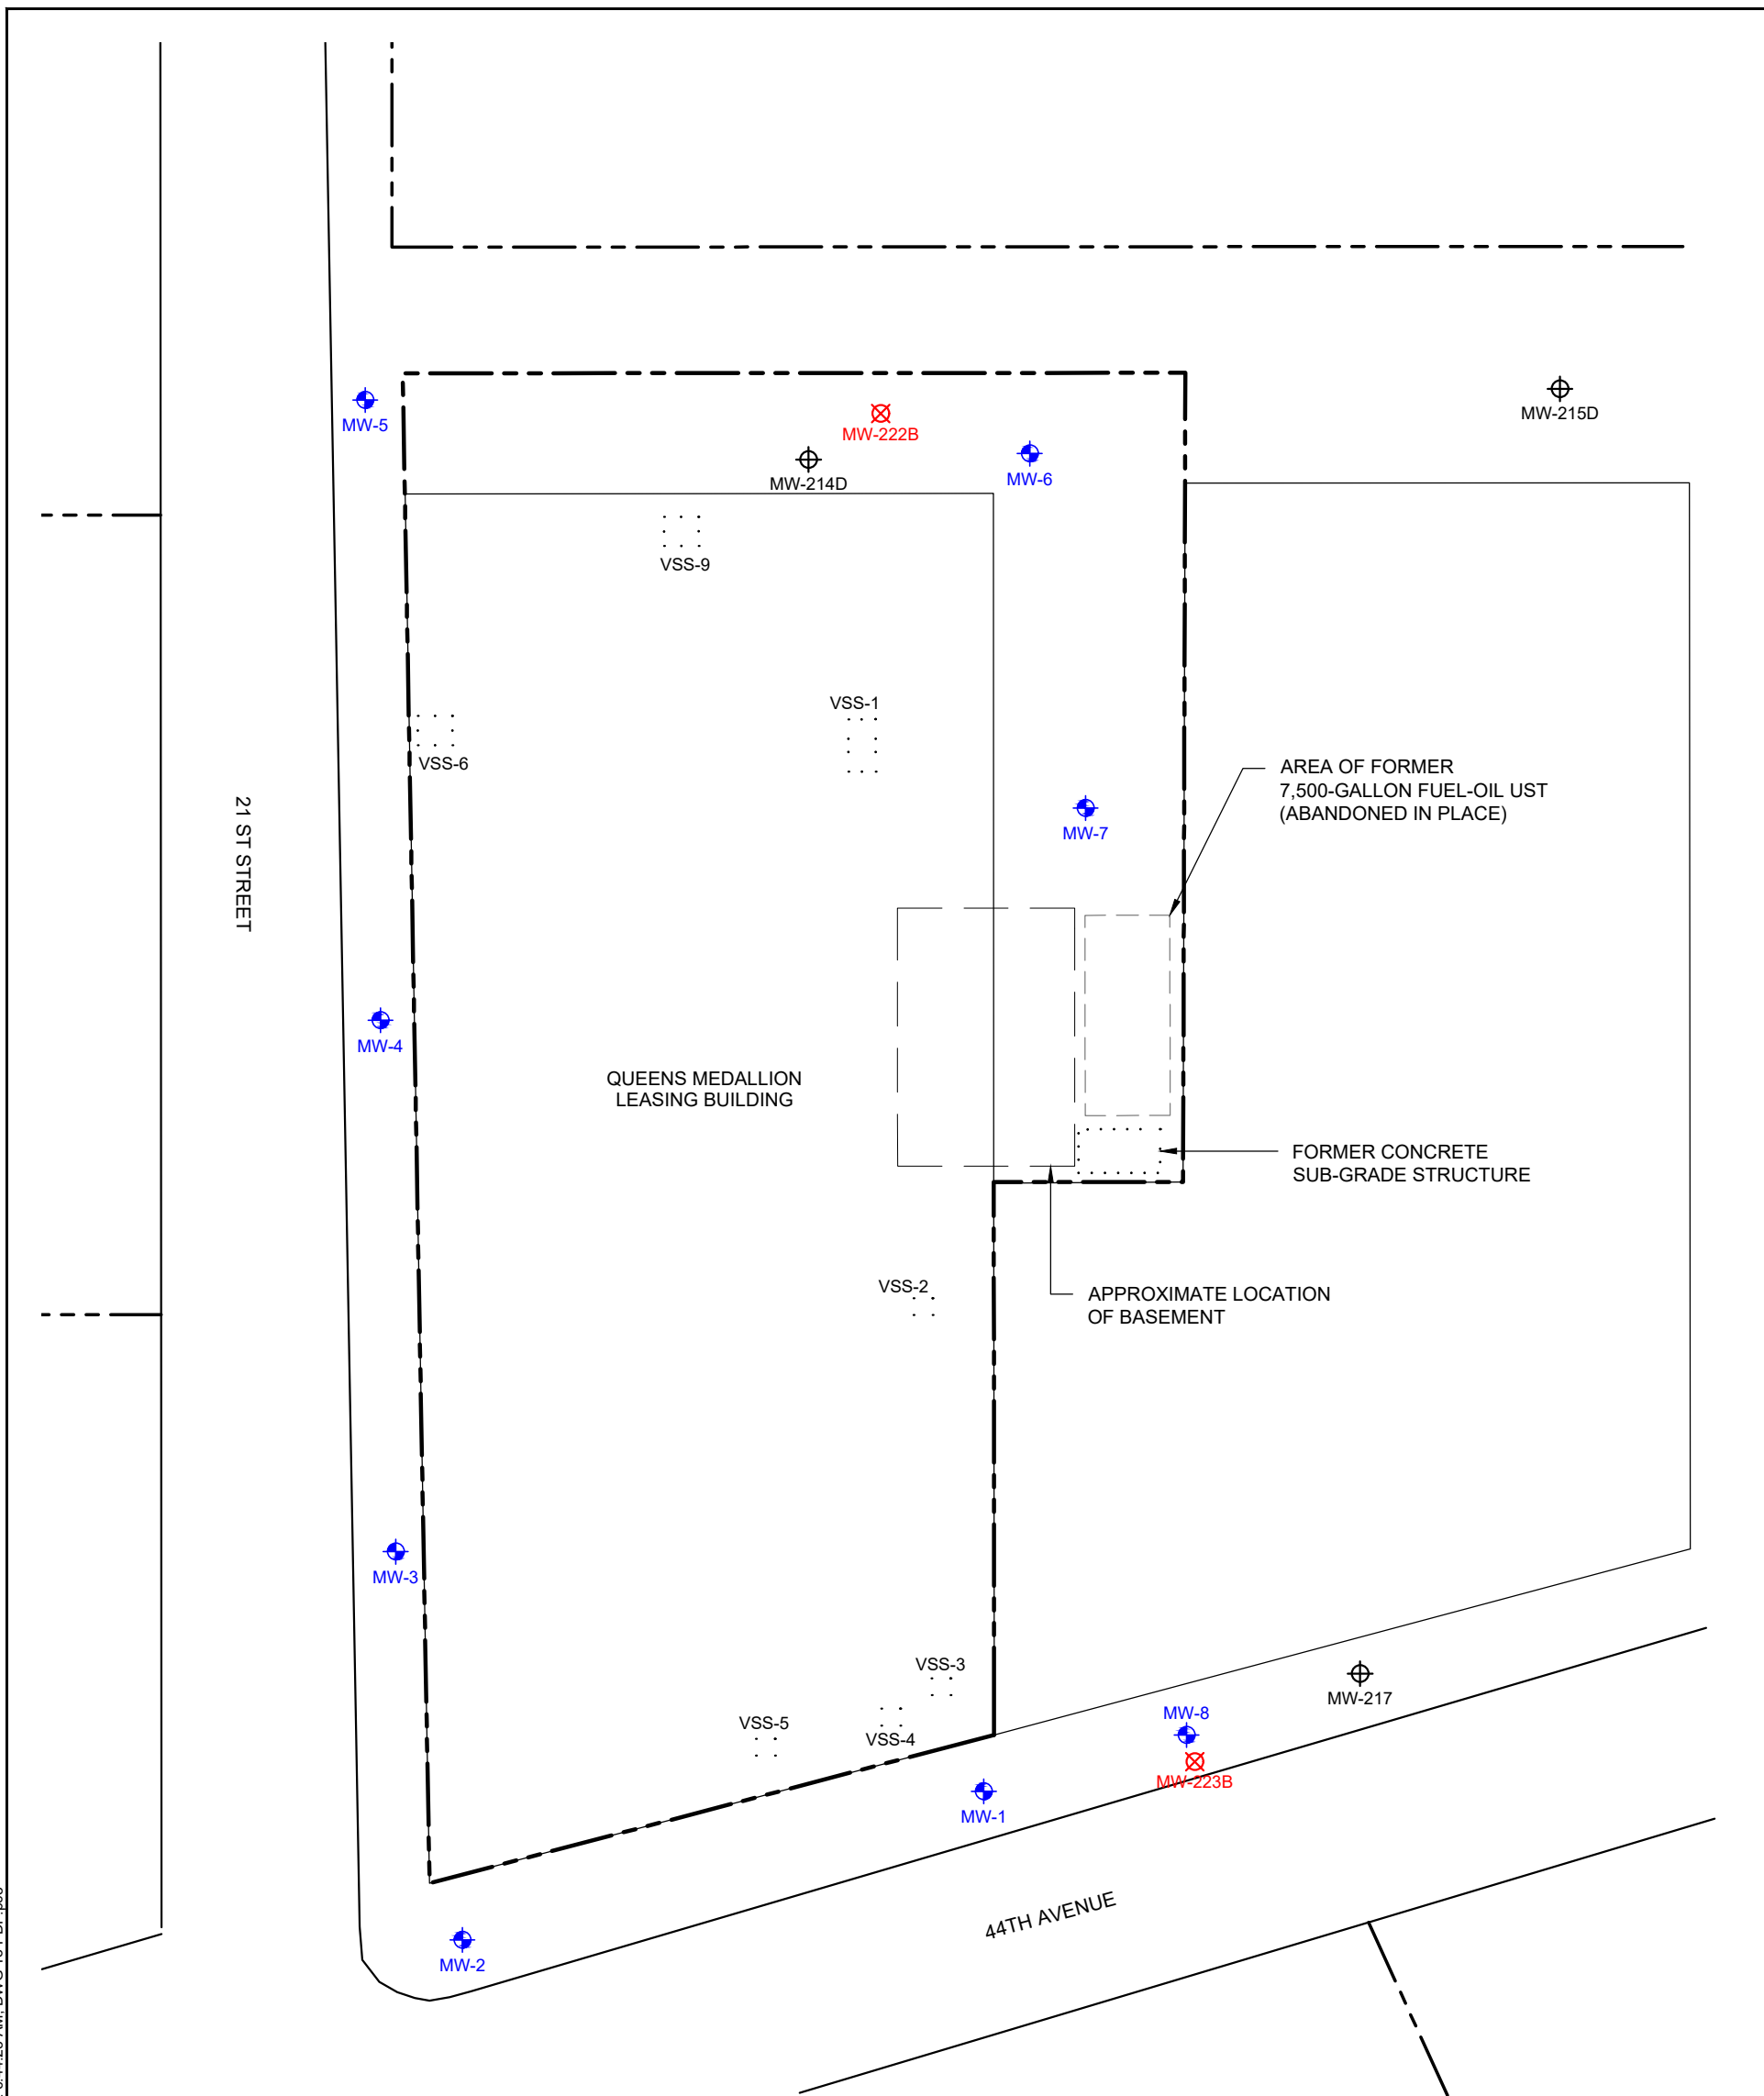 MW-5
MW-222B
MW-215D
MW-214D
MW-6
VSS-9
VSS-1
VSS-6
AREA OF FORMER
7,500-GALLON FUEL-OIL UST
(ABANDONED IN PLACE)
21 ST STREET
MW-7
MW-4
QUEENS MEDALLION
LEASING BUILDING
FORMER CONCRETE
SUB-GRADE STRUCTURE
VSS-2
APPROXIMATE LOCATION
OF BASEMENT
MW-3
VSS-3
MW-217
VSS-5
VSS-4
MW-8
MW-223B
MW-1
44TH AVENUE
MW-2